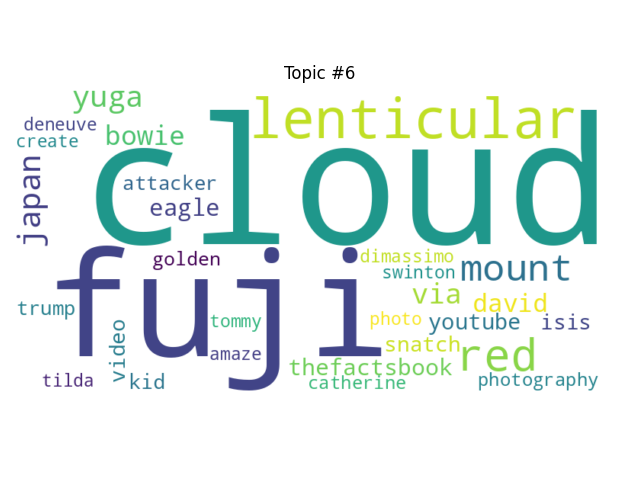 Topic #6
yuga
lenticular
deneuve
bowie
create
cloud
japan
attacker
eagle
fuji
golden
dimassimo
swinton
mount
via
david
trump
tommy
photo
youtube
isis
video
amaze
snatch
red
thefactsbook
tilda
kid
catherine
photography